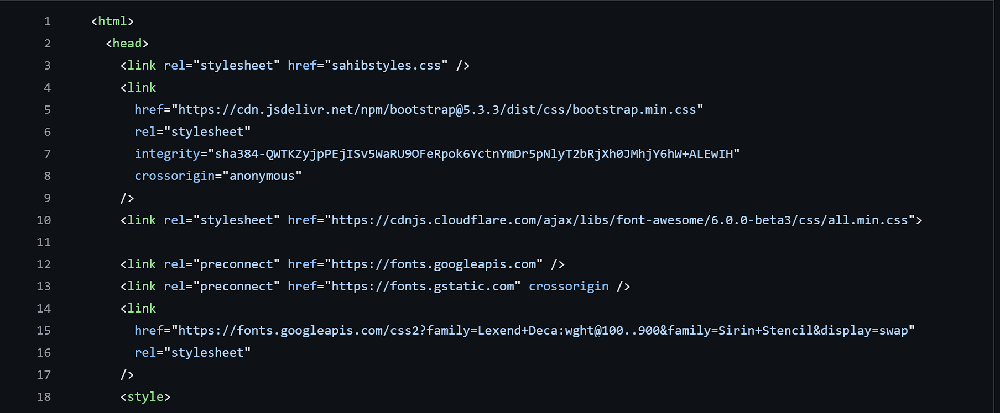 1 <html>
2 <head>
3 <link rel="stylesheet" href="sahibstyles.css" />
4 <link
5 href="https://cdn.jsdelivr.net/npm/bootstrap@5.3.3/dist/css/bootstrap.min.css"
6 rel="stylesheet"
7 integrity="sha384-QWTKZyjpPEjISv5WaRU9OFeRpok6YctnYmDr5pNlyT2bRjXh0JMhjY6hW+ALEwIH"
8 crossorigin="anonymous"
9 />
10 <link rel="stylesheet" href="https://cdnjs.cloudflare.com/ajax/libs/font-awesome/6.0.0-beta3/css/all.min.css">
11
12 <link rel="preconnect" href="https://fonts.googleapis.com" />
13 <link rel="preconnect" href="https://fonts.gstatic.com" crossorigin />
14 <link
15 href="https://fonts.googleapis.com/css2?family=Lexend+Deca:wght@100..900&family=Sirin+Stencil&display=swap"
16 rel="stylesheet"
17 />
18 <style>